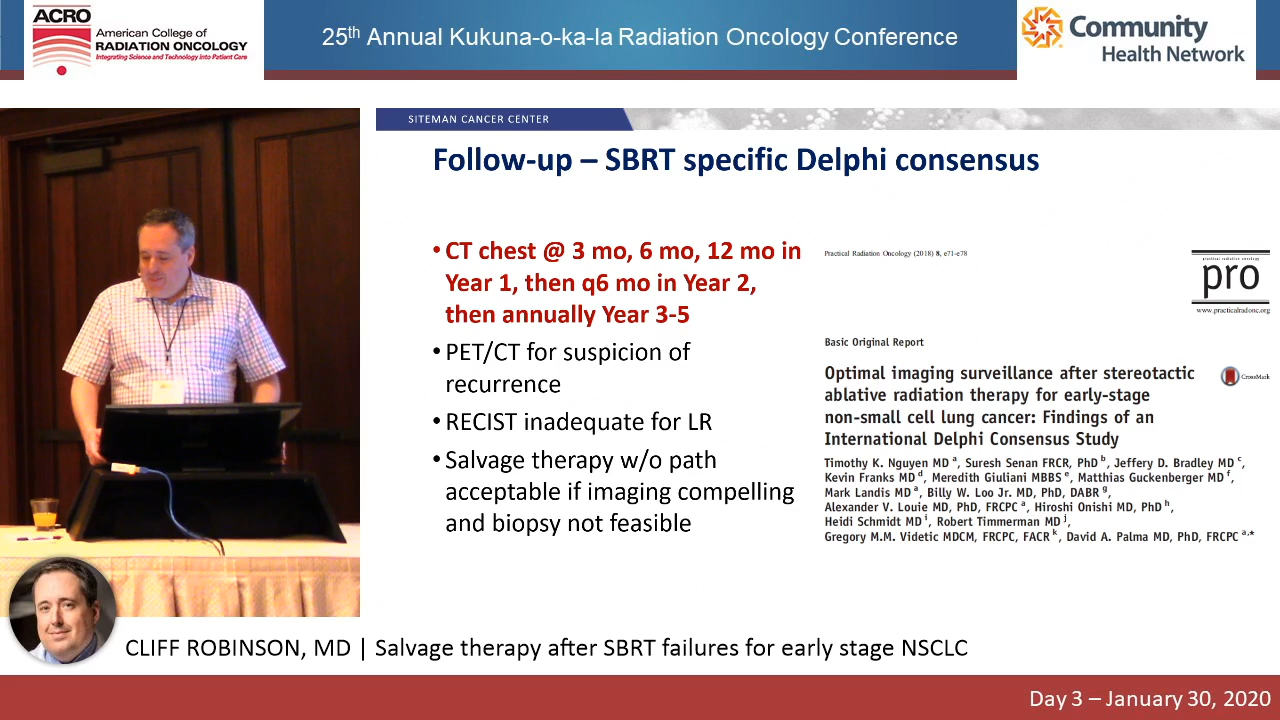 ACRO
American College of
RADIATION ONCOLOGY
Integrating Science and Technology into Patient Care
25th Annual Kukuna-o-ka-la Radiation Oncology Conference
Community
Health Network
SITEMAN CANCER CENTER
Follow-up – SBRT specific Delphi consensus
• CT chest @ 3 mo, 6 mo, 12 mo in
Year 1, then q6 mo in Year 2,
then annually Year 3-5
• PET/CT for suspicion of
recurrence
• RECIST inadequate for LR
• Salvage therapy w/o path
acceptable if imaging compelling
and biopsy not feasible
Practical Radiation Oncology (2018) 8, e71-e78
practical radiation oncology
pro
www.practicalradonc.org
Basic Original Report
Optimal imaging surveillance after stereotactic
ablative radiation therapy for early-stage
non-small cell lung cancer: Findings of an
International Delphi Consensus Study
CrossMark
Timothy K. Nguyen MD a, Suresh Senan FRCR, PhD b, Jeffery D. Bradley MD c,
Kevin Franks MD d, Meredith Giuliani MBBS e, Matthias Guckenberger MD f,
Mark Landis MD a, Billy W. Loo Jr. MD, PhD, DABR g,
Alexander V. Louie MD, PhD, FRCPC a, Hiroshi Onishi MD, PhD h,
Heidi Schmidt MD i, Robert Timmerman MD j,
Gregory M.M. Videtic MDCM, FRCPC, FACR k, David A. Palma MD, PhD, FRCPC a,*
CLIFF ROBINSON, MD | Salvage therapy after SBRT failures for early stage NSCLC
Day 3 – January 30, 2020